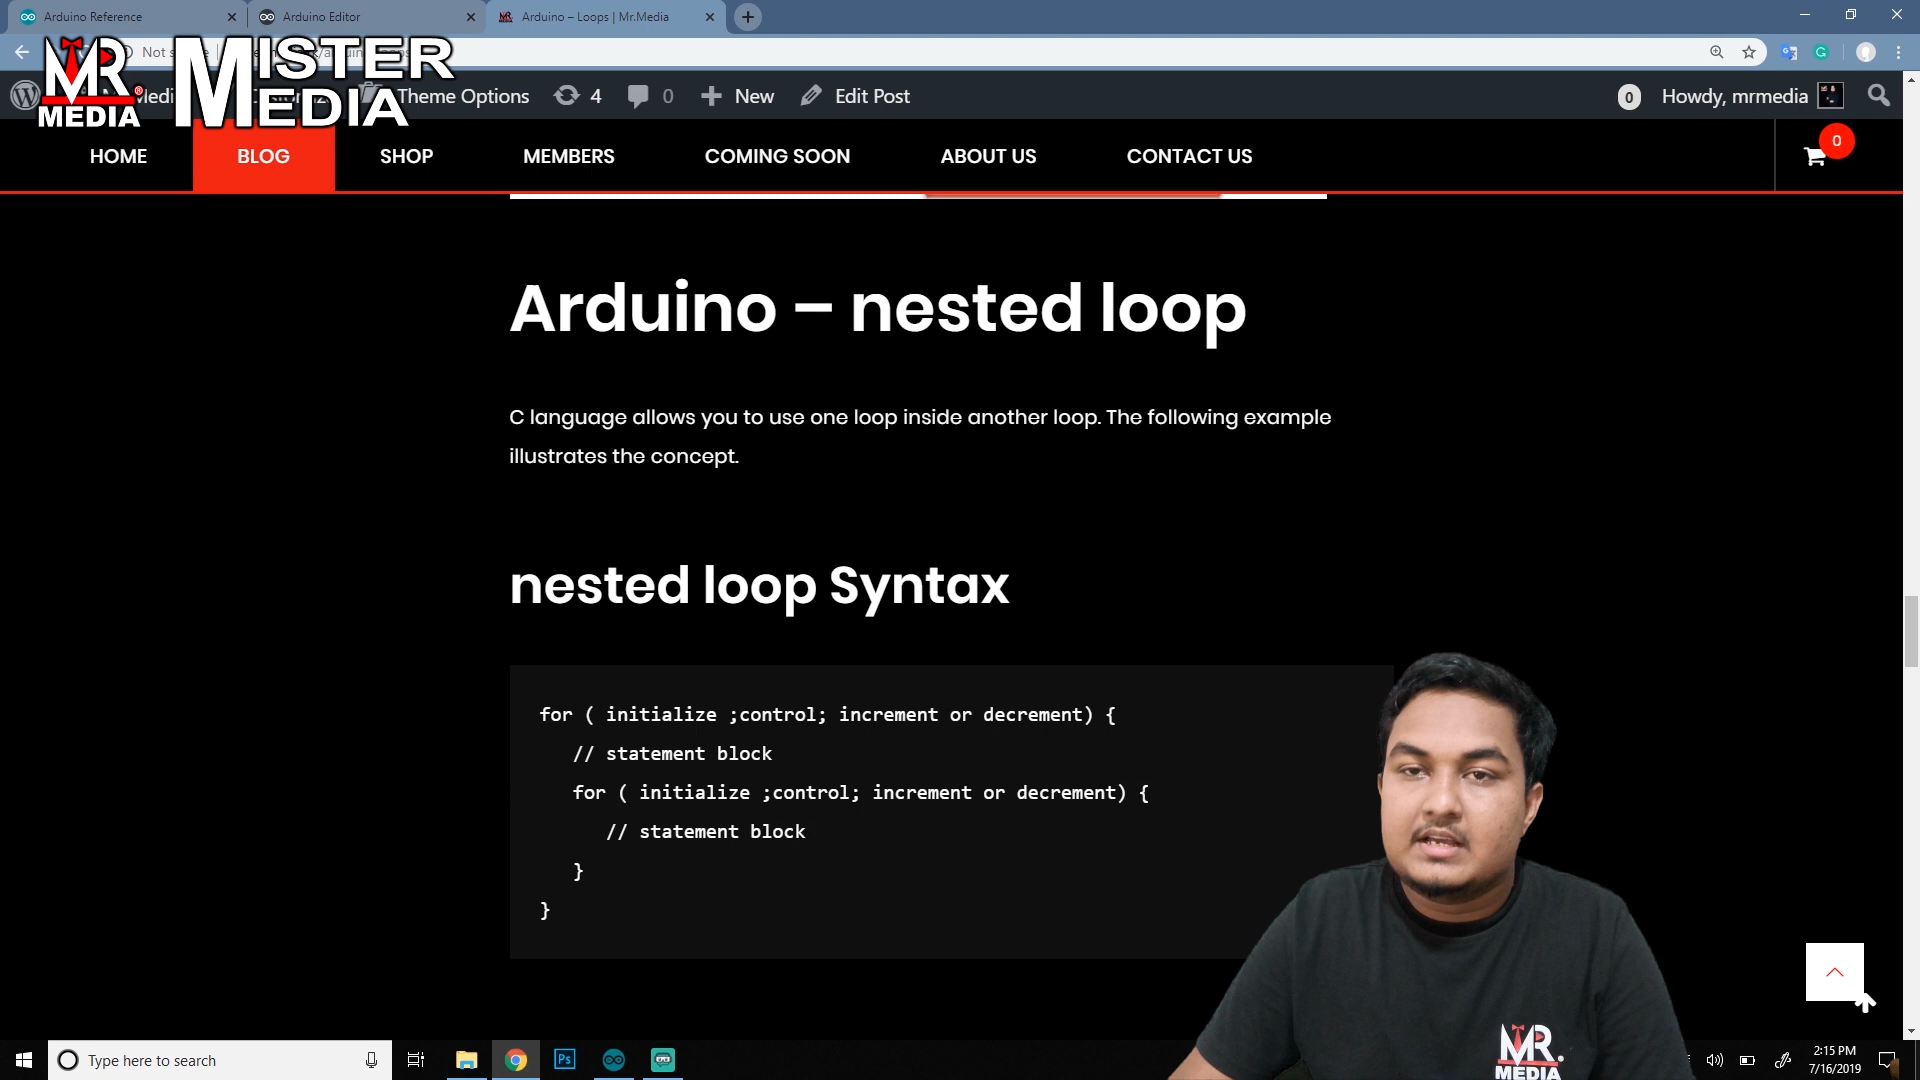 Arduino Reference
Arduino Editor
Arduino – Loops | Mr.Media
Not
MR.
MEDIA
MISTER
MEDIA
Theme Options
4
0
New
Edit Post
0
Howdy, mrmedia
HOME
BLOG
SHOP
MEMBERS
COMING SOON
ABOUT US
CONTACT US
0
Arduino – nested loop
C language allows you to use one loop inside another loop. The following example
illustrates the concept.
nested loop Syntax
for ( initialize ;control; increment or decrement) {
// statement block
for ( initialize ;control; increment or decrement) {
// statement block
}
}
MR.
MEDIA
Type here to search
Ps
2:15 PM
7/16/2019